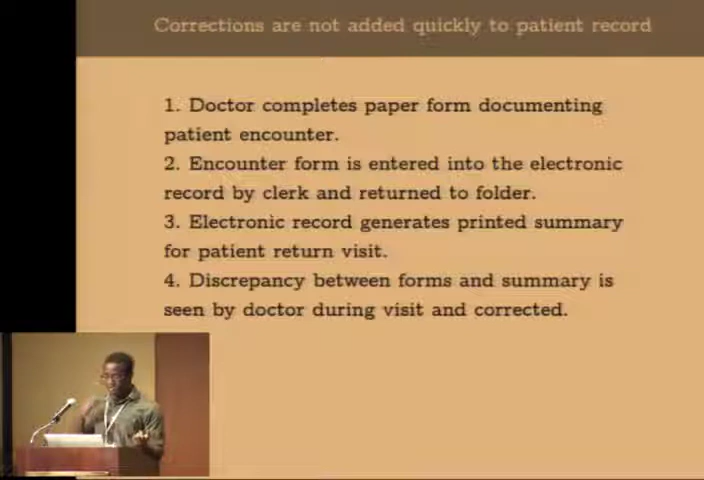 Corrections are not added quickly to patient record
1. Doctor completes paper form documenting
patient encounter.
2. Encounter form is entered into the electronic
record by clerk and returned to folder.
3. Electronic record generates printed summary
for patient return visit.
4. Discrepancy between forms and summary is
seen by doctor during visit and corrected.